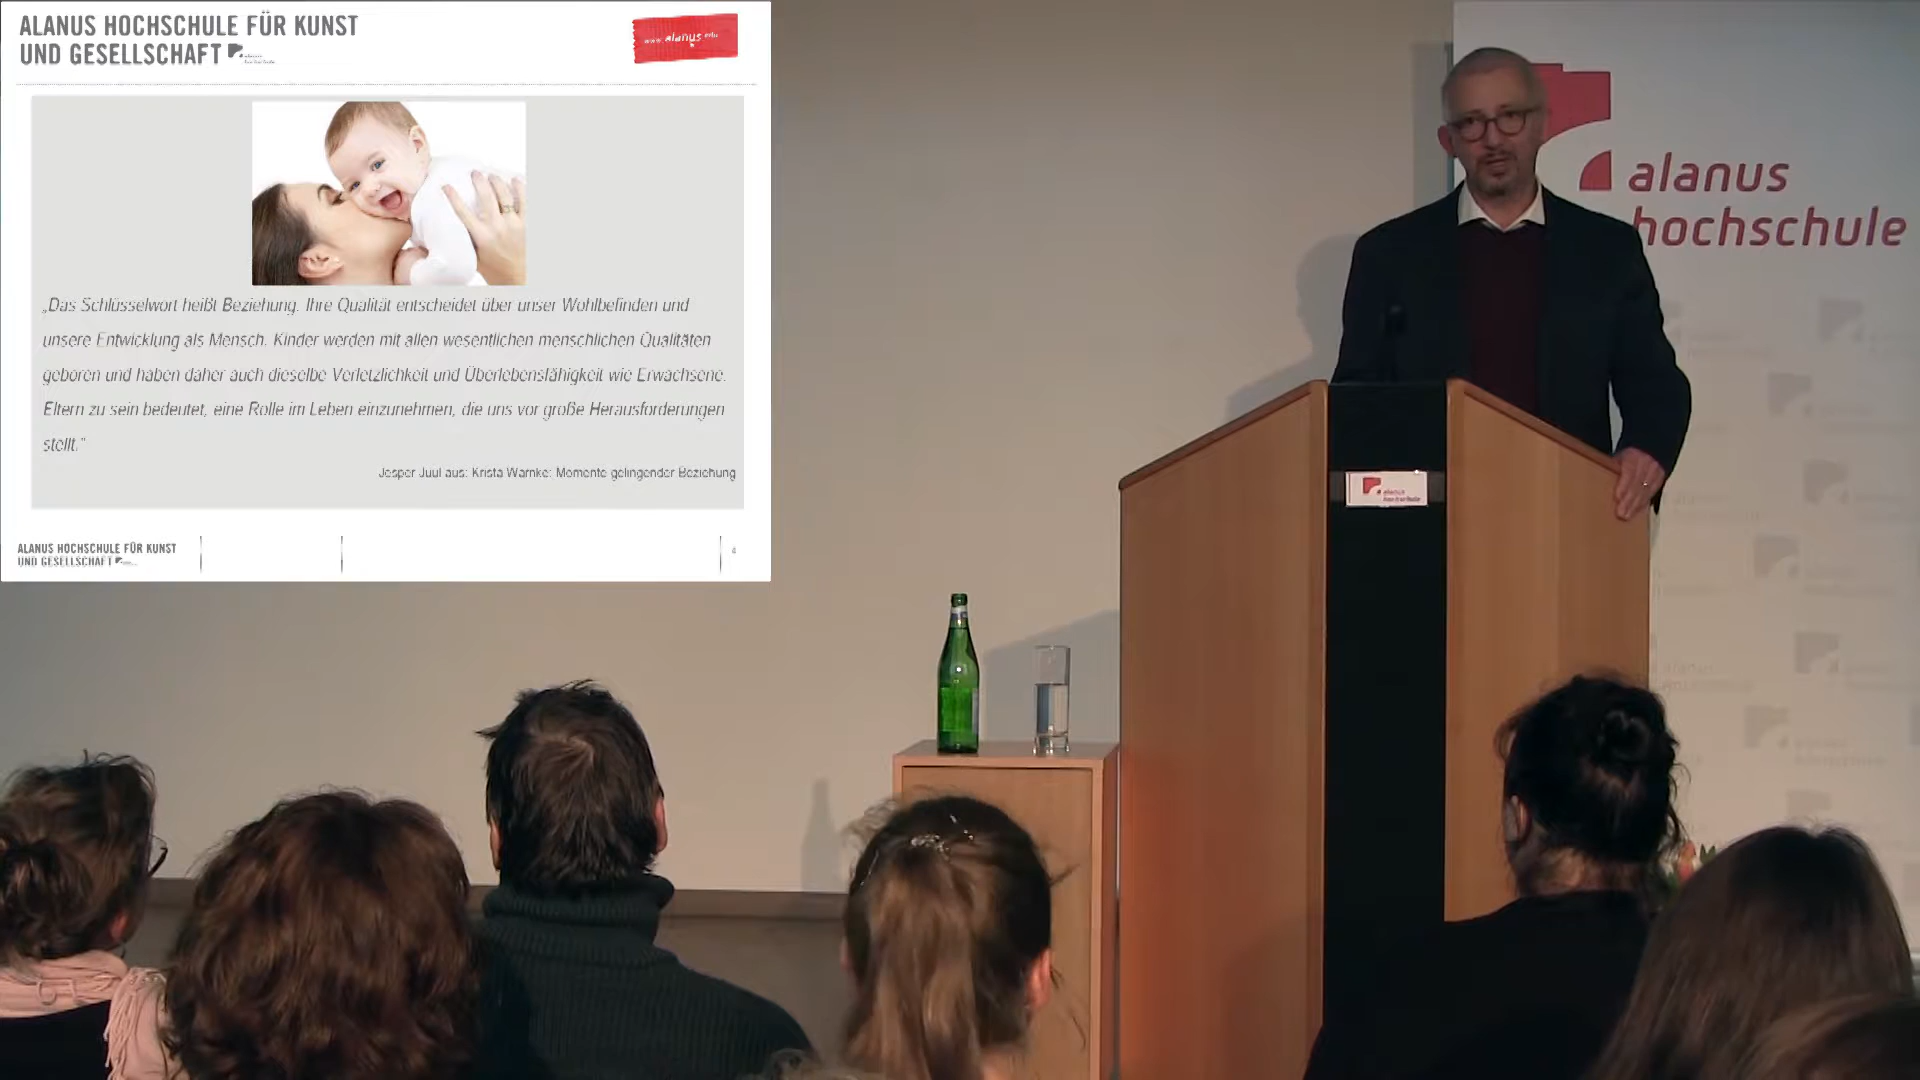 ALANUS HOCHSCHULE FÜR KUNST
UND GESELLSCHAFT
www.alanus.edu
„Das Schlüsselwort heißt Beziehung. Ihre Qualität entscheidet über unser Wohlbefinden und
unsere Entwicklung als Mensch. Kinder werden mit allen wesentlichen menschlichen Qualitäten
geboren und haben daher auch dieselbe Verletzlichkeit und Überlebensfähigkeit wie Erwachsene.
Eltern zu sein bedeutet, eine Rolle im Leben einzunehmen, die uns vor große Herausforderungen
stellt."
Jesper Juul aus: Krista Warnke: Momente gelingender Beziehung
ALANUS HOCHSCHULE FÜR KUNST
UND GESELLSCHAFT
alanus
hochschule
alanus